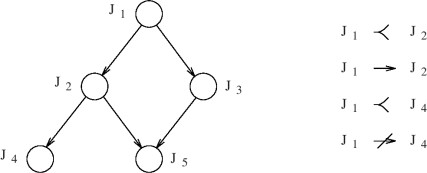 J 1
J 2
J 3
J 4
J 5
J 1 ≺ J 2
J 1 → J 2
J 1 ≺ J 4
J 1 ↛ J 4